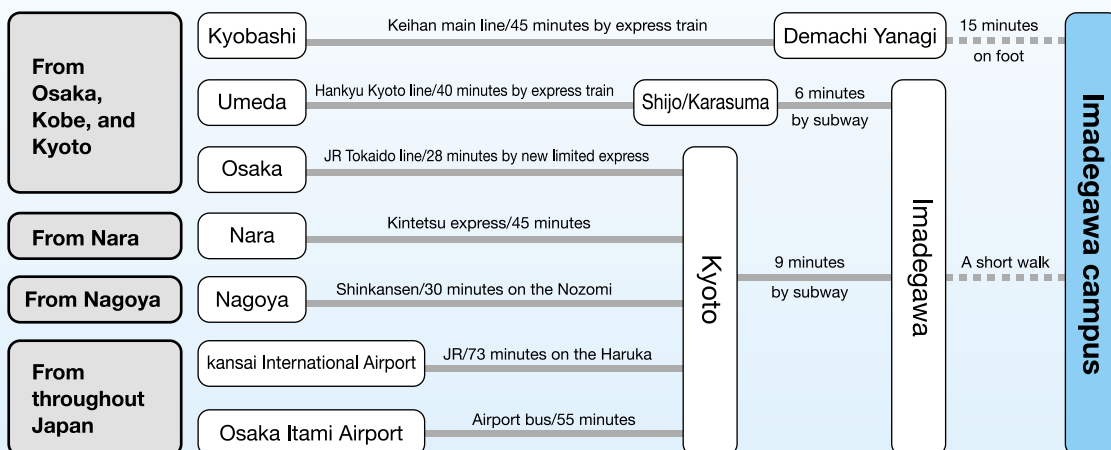 From
Osaka,
Kobe, and
Kyoto
Kyobashi
Keihan main line/45 minutes by express train
Demachi Yanagi
15 minutes
on foot
Umeda
Hankyu Kyoto line/40 minutes by express train
Shijo/Karasuma
6 minutes
by subway
Osaka
JR Tokaido line/28 minutes by new limited express
From Nara
Nara
Kintetsu express/45 minutes
From Nagoya
Nagoya
Shinkansen/30 minutes on the Nozomi
From
throughout
Japan
kansai International Airport
JR/73 minutes on the Haruka
Osaka Itami Airport
Airport bus/55 minutes
Kyoto
9 minutes
by subway
Imadegawa
A short walk
Imadegawa campus